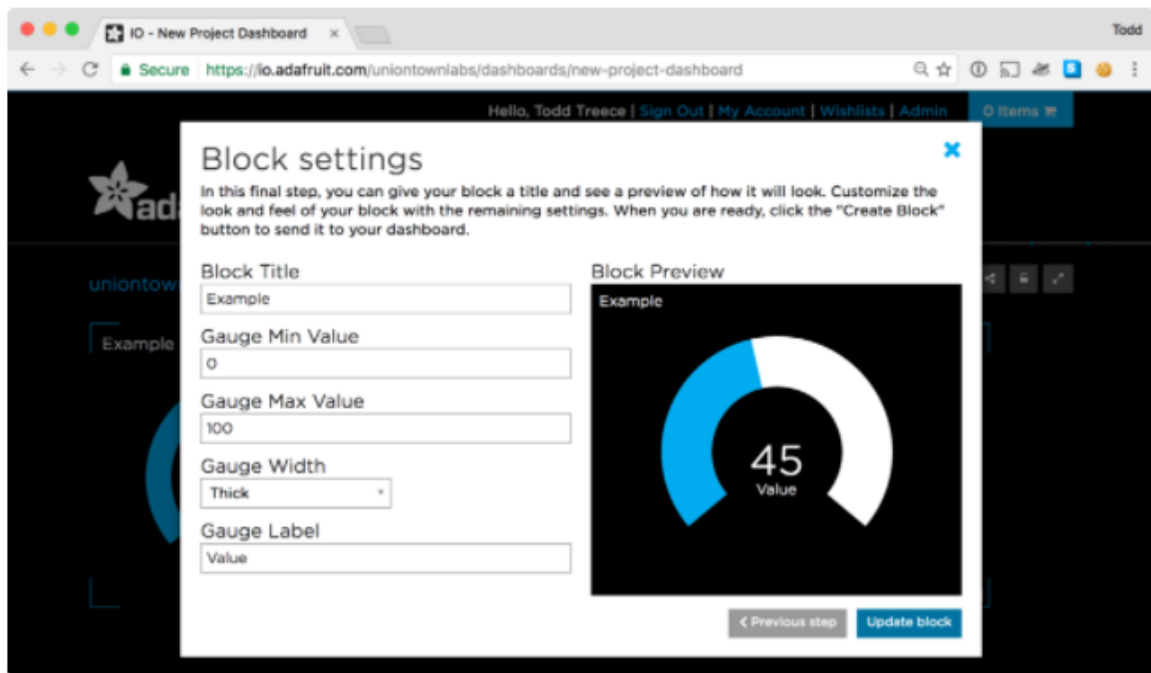 IO - New Project Dashboard
Todd
Secure https://io.adafruit.com/uniontownlabs/dashboards/new-project-dashboard
Hello, Todd Treece | Sign Out | My Account | Wishlists | Admin
0 Items
ad
Block settings
In this final step, you can give your block a title and see a preview of how it will look. Customize the
look and feel of your block with the remaining settings. When you are ready, click the "Create Block"
button to send it to your dashboard.
uniontow
Example
Block Title
Example
Gauge Min Value
0
Gauge Max Value
100
Gauge Width
Thick
Gauge Label
Value
Block Preview
Example
45
Value
Previous step
Update block